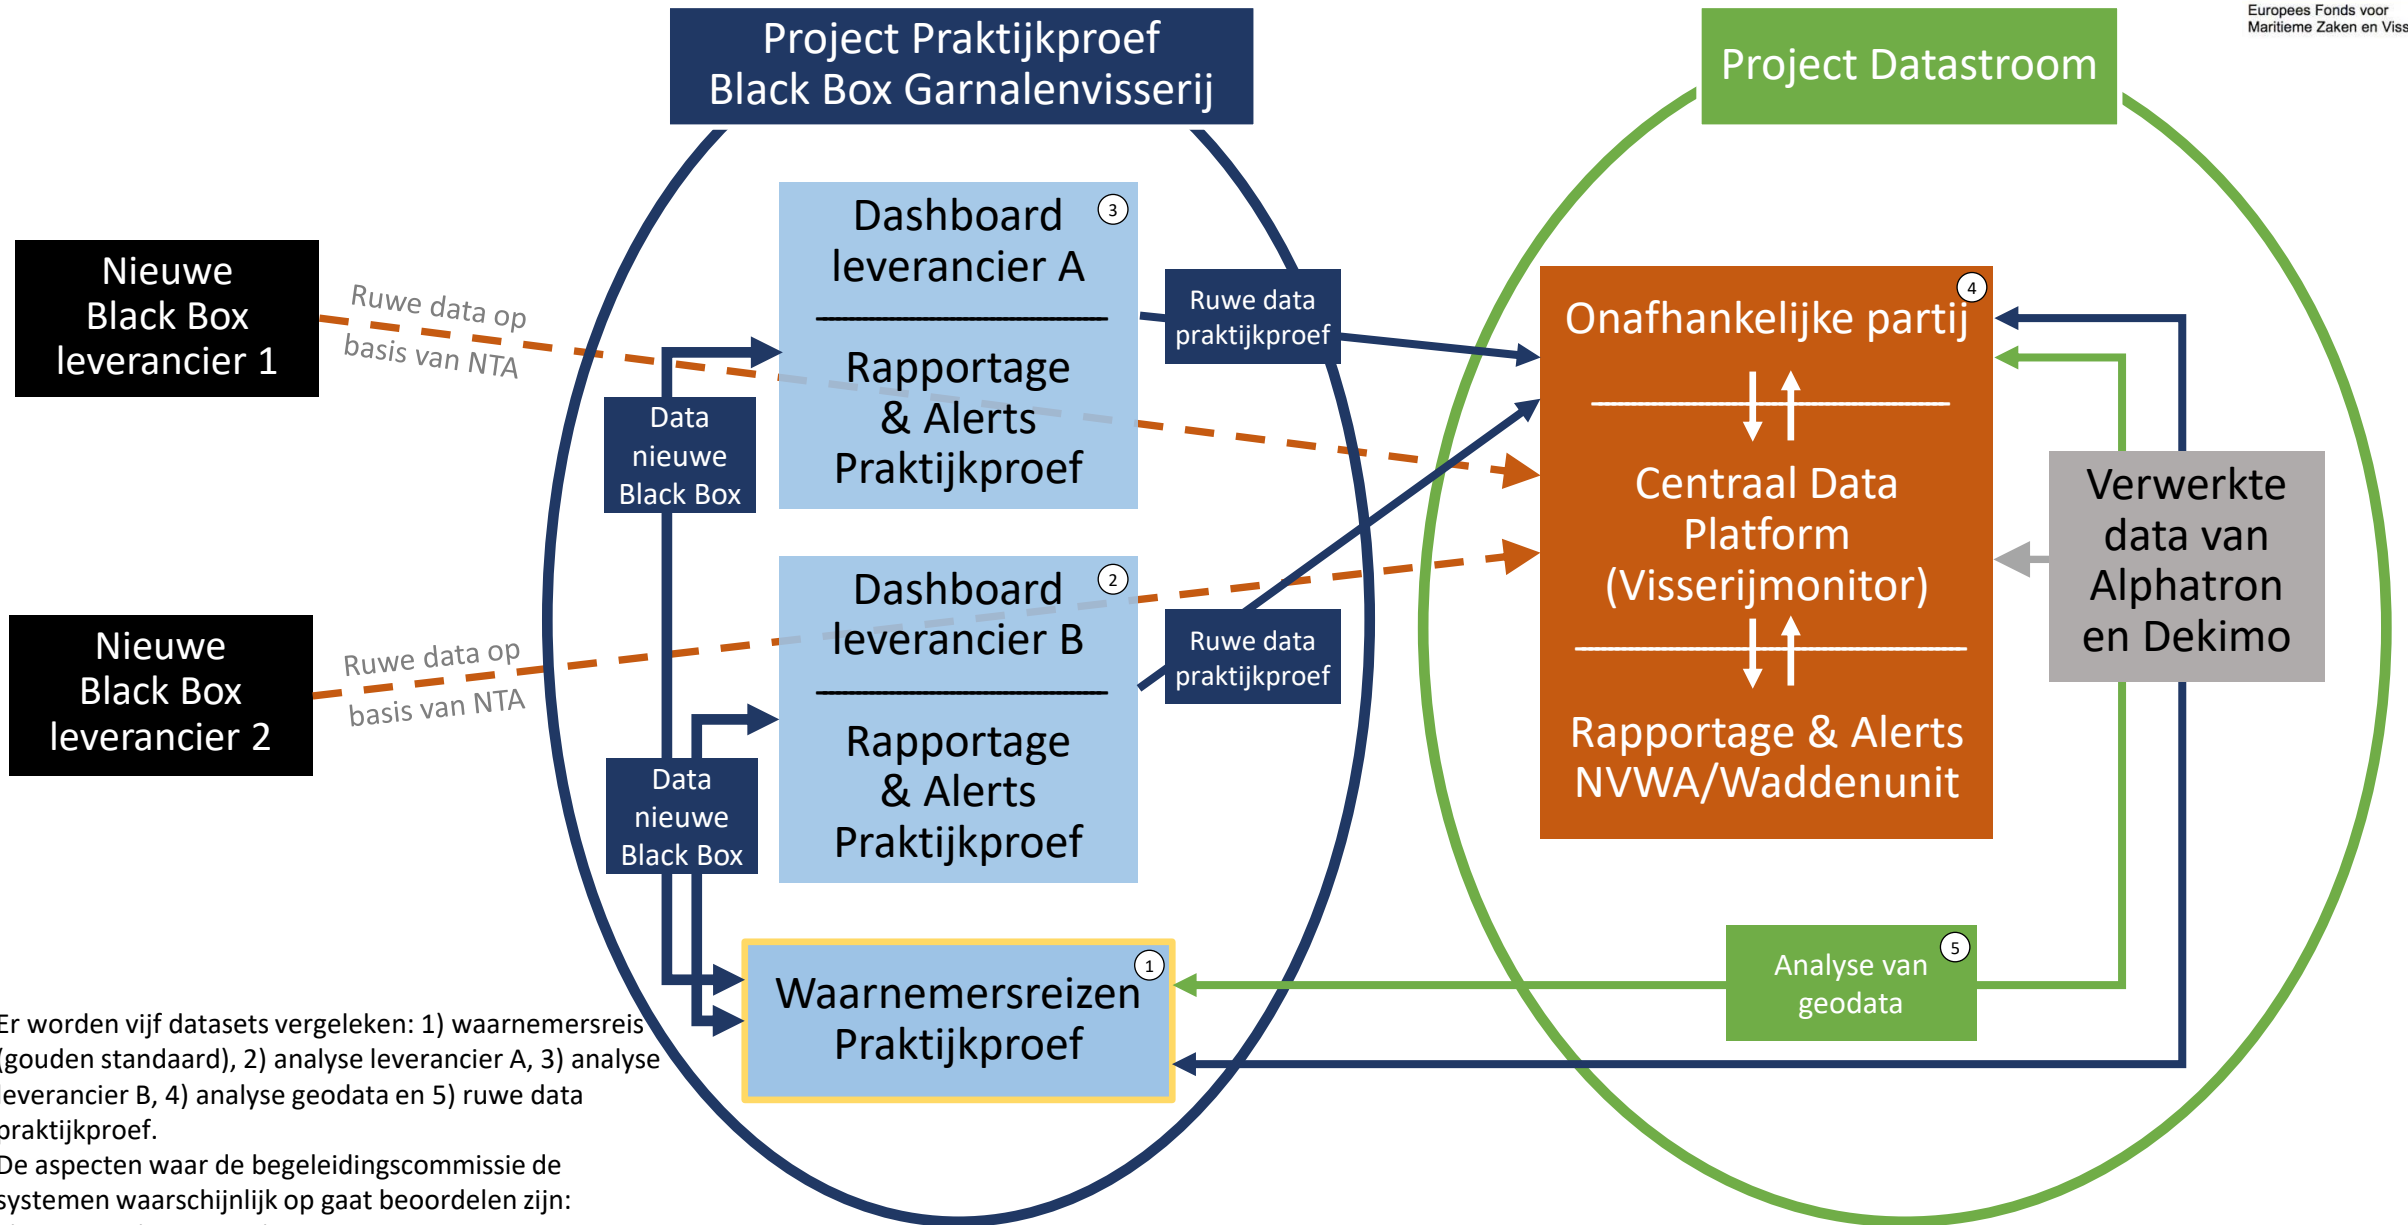 Europees Fonds voor
Maritieme Zaken en Viss
Project Praktijkproef
Black Box Garnalenvisserij
Project Datastroom
Nieuwe
Black Box
leverancier 1
Ruwe data op
basis van NTA
Dashboard
leverancier A
3
Rapportage
& Alerts
Praktijkproef
Ruwe data
praktijkproef
Data
nieuwe
Black Box
Onafhankelijke partij
4
Centraal Data
Platform
(Visserijmonitor)
Rapportage & Alerts
NVWA/Waddenunit
Verwerkte
data van
Alphatron
en Dekimo
Nieuwe
Black Box
leverancier 2
Ruwe data op
basis van NTA
Dashboard
leverancier B
2
Rapportage
& Alerts
Praktijkproef
Ruwe data
praktijkproef
Data
nieuwe
Black Box
Waarnemersreizen
Praktijkproef
1
Analyse van
geodata
5
Er worden vijf datasets vergeleken: 1) waarnemersreis
(gouden standaard), 2) analyse leverancier A, 3) analyse
leverancier B, 4) analyse geodata en 5) ruwe data
praktijkproef.
De aspecten waar de begeleidingscommissie de
systemen waarschijnlijk op gaat beoordelen zijn: